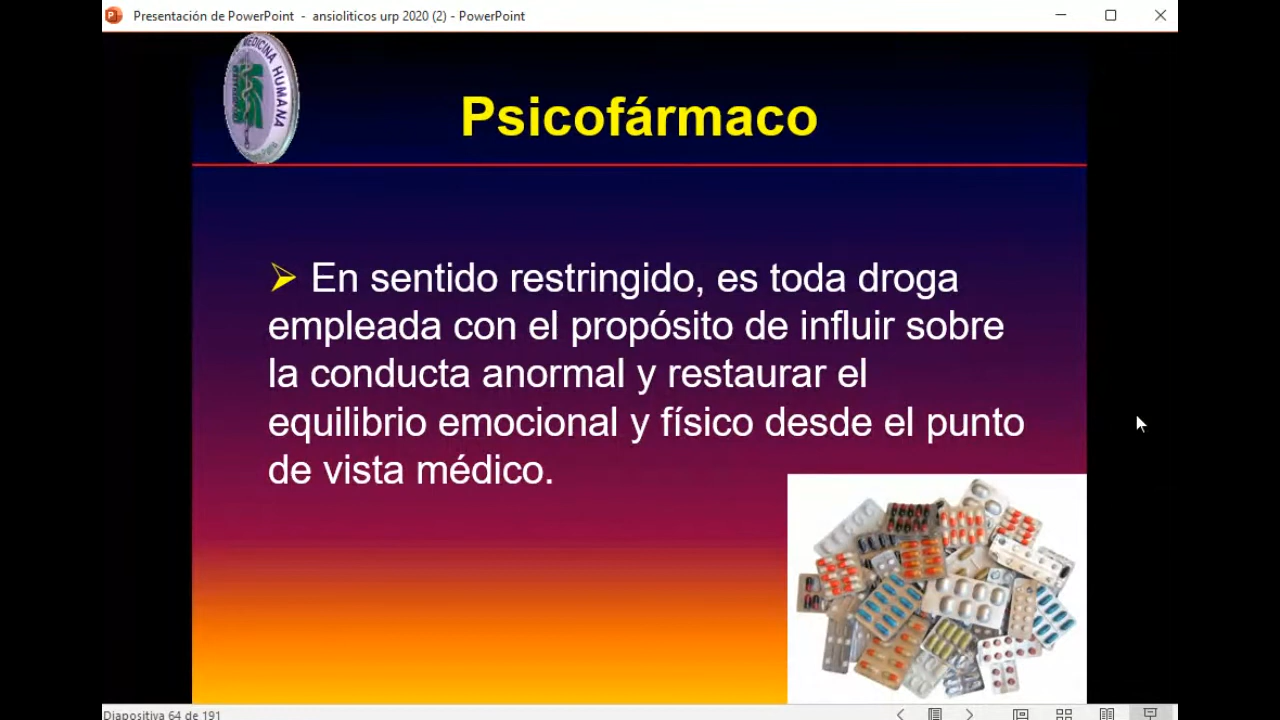 Presentación de PowerPoint - ansioliticos urp 2020 (2) - PowerPoint
MEDICINA HUMANA
Psicofármaco
➢ En sentido restringido, es toda droga
empleada con el propósito de influir sobre
la conducta anormal y restaurar el
equilibrio emocional y físico desde el punto
de vista médico.
Diapositiva 64 de 191